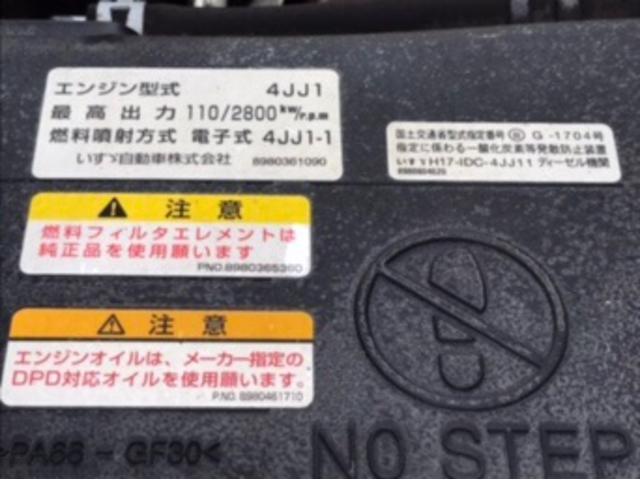 エンジン型式 4JJ1
最高出力 110/2800kw/r.p.m
燃料噴射方式 電子式 4JJ1-1
いすゞ自動車株式会社 8980361090
国土交通省型式指定番号 G-1704号
指定に係わる一酸化炭素等発散防止装置
いすゞH17-IDC-4JJ11 ディーゼル機関
8980804620
注意
燃料フィルタエレメントは
純正品を使用願います
PNO.8980365360
注意
エンジンオイルは、メーカー指定の
DPD対応オイルを使用願います。
P.NO. 8980461710
>PA66-GF30<
NO STEP